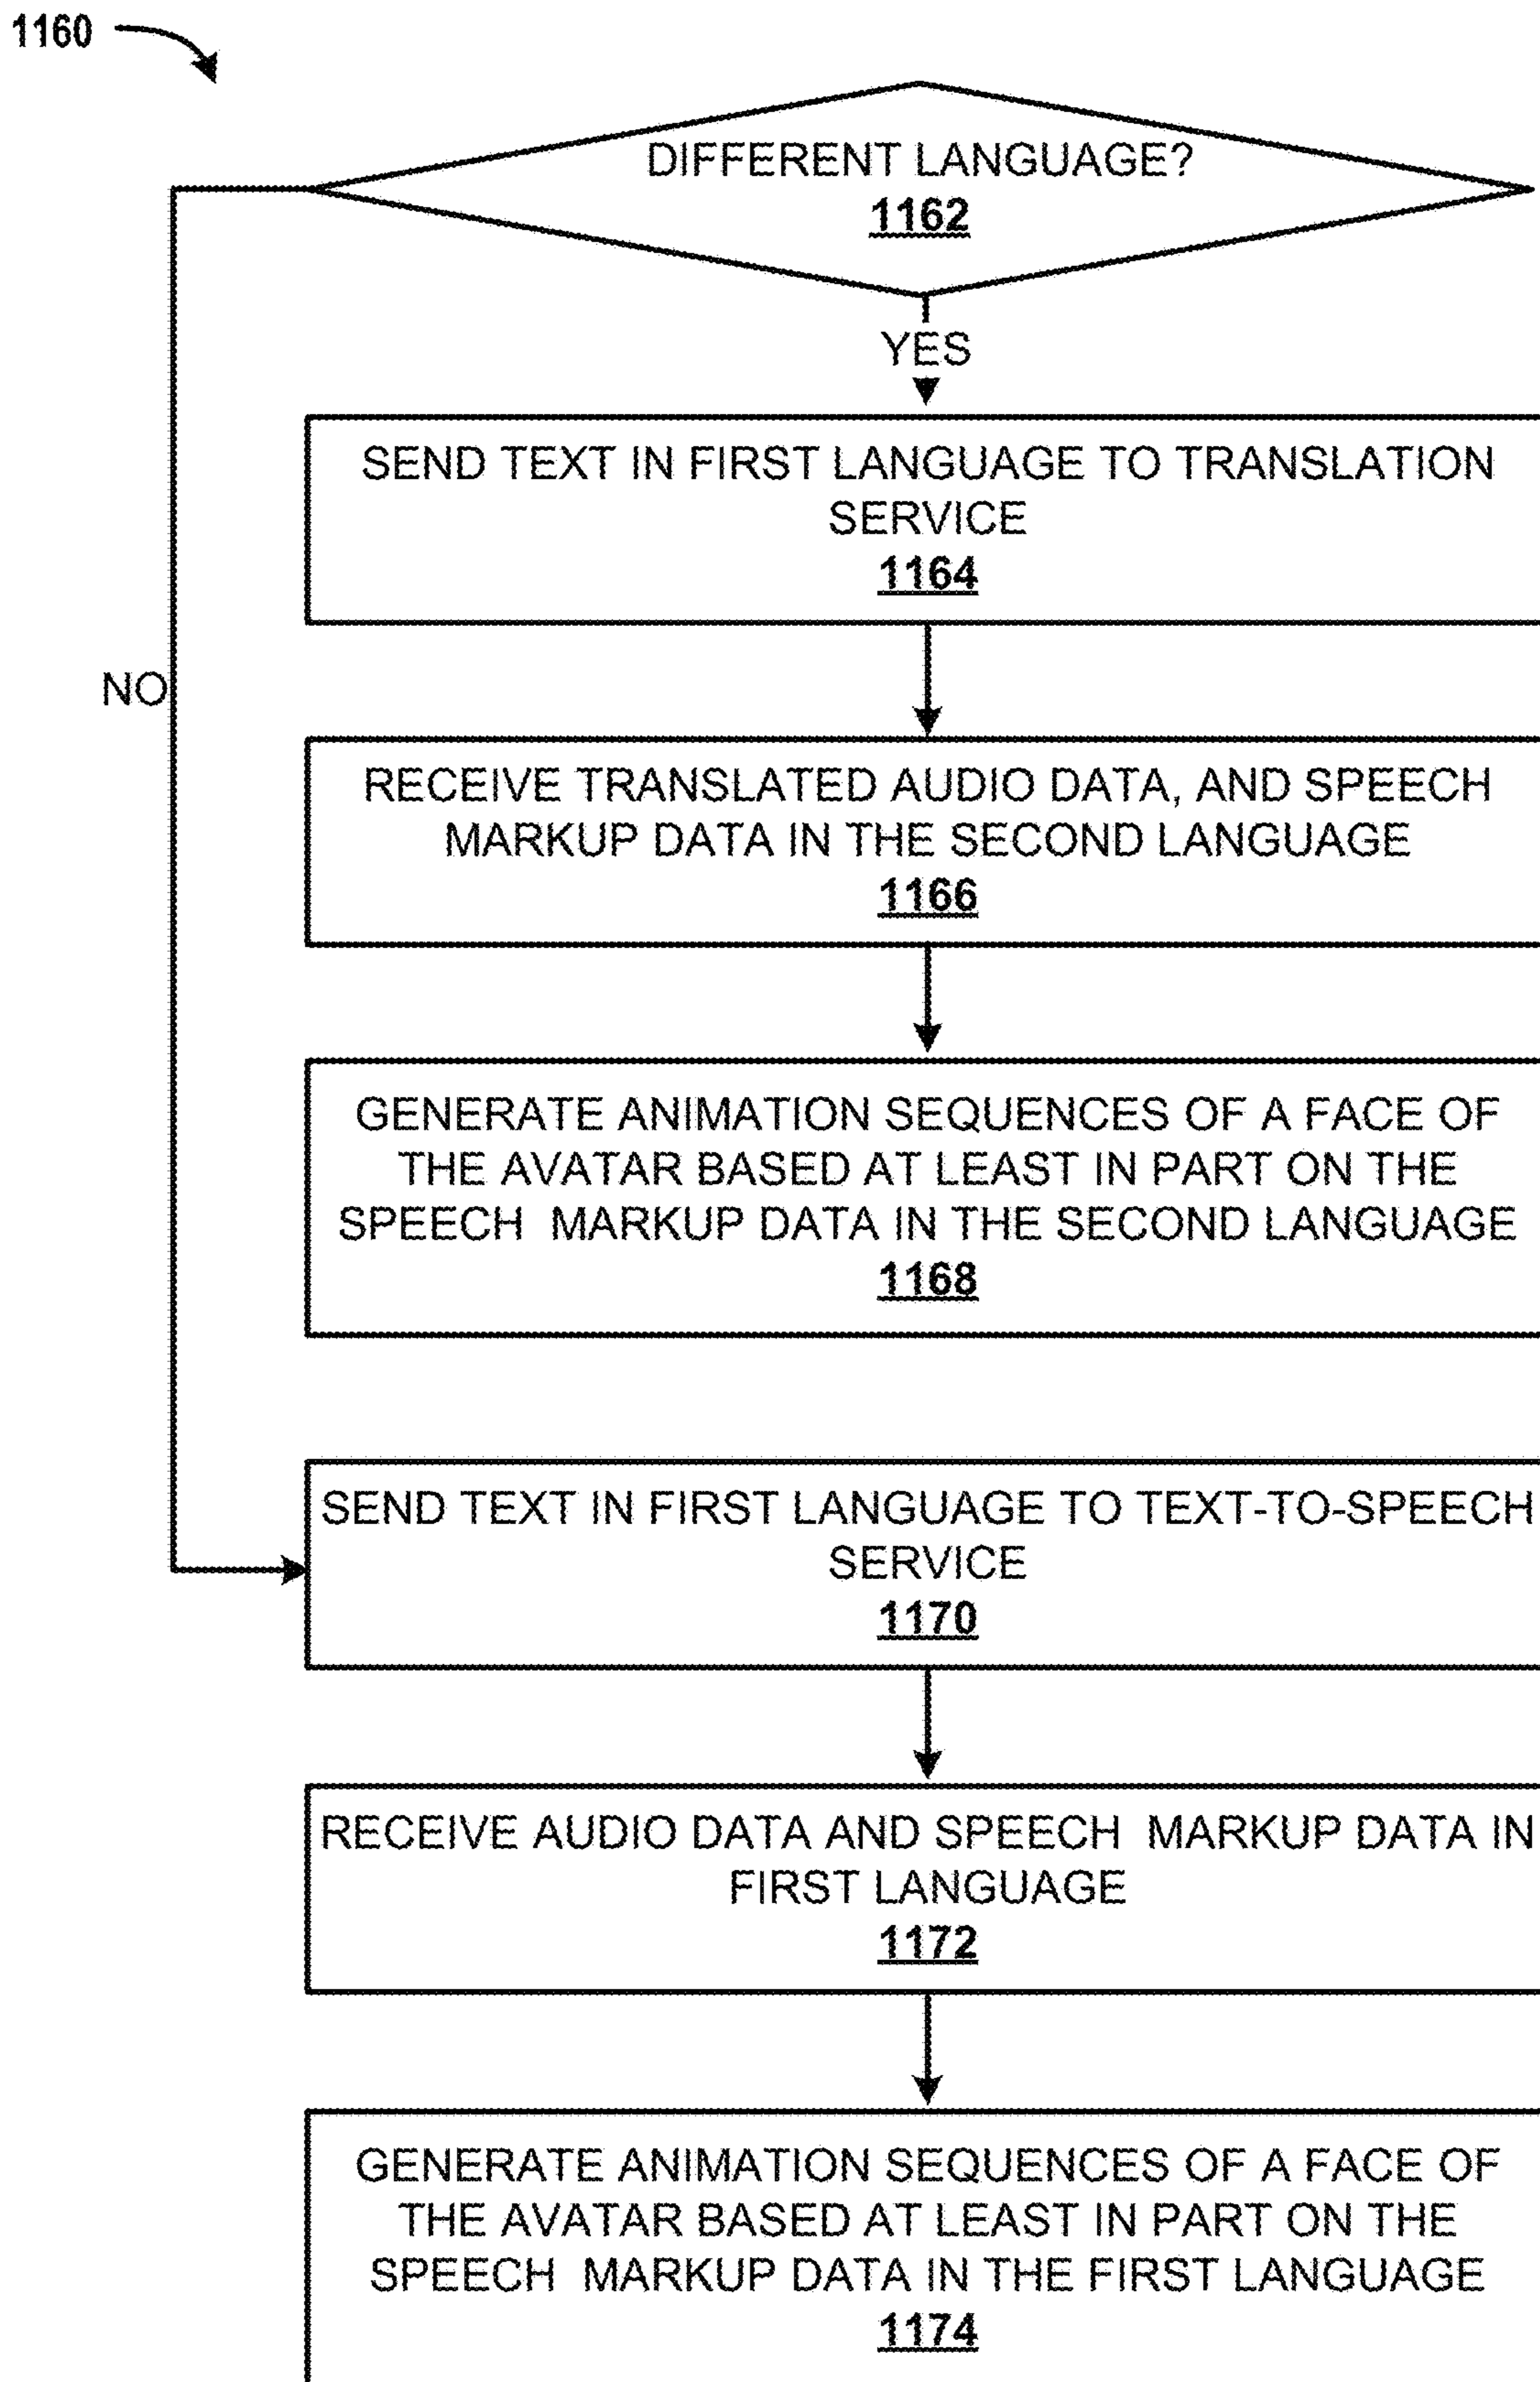 1160
DIFFERENT LANGUAGE?
1162
YES
SEND TEXT IN FIRST LANGUAGE TO TRANSLATION
SERVICE
1164
NO
RECEIVE TRANSLATED AUDIO DATA, AND SPEECH
MARKUP DATA IN THE SECOND LANGUAGE
1166
GENERATE ANIMATION SEQUENCES OF A FACE OF
THE AVATAR BASED AT LEAST IN PART ON THE
SPEECH MARKUP DATA IN THE SECOND LANGUAGE
1168
SEND TEXT IN FIRST LANGUAGE TO TEXT-TO-SPEECH
SERVICE
1170
RECEIVE AUDIO DATA AND SPEECH MARKUP DATA IN
FIRST LANGUAGE
1172
GENERATE ANIMATION SEQUENCES OF A FACE OF
THE AVATAR BASED AT LEAST IN PART ON THE
SPEECH MARKUP DATA IN THE FIRST LANGUAGE
1174